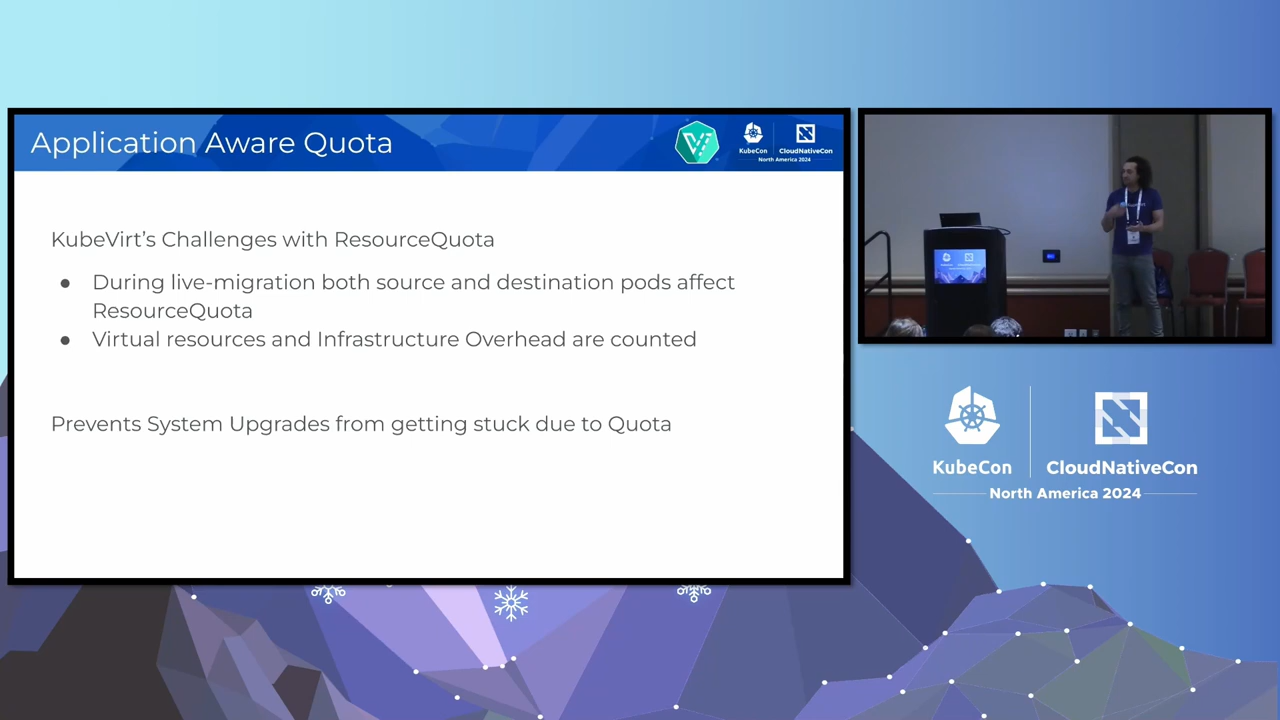 Application Aware Quota
KubeCon
CloudNativeCon
North America 2024
KubeVirt's Challenges with ResourceQuota
● During live-migration both source and destination pods affect
ResourceQuota
● Virtual resources and Infrastructure Overhead are counted
Prevents System Upgrades from getting stuck due to Quota
KubeCon
CloudNativeCon
North America 2024